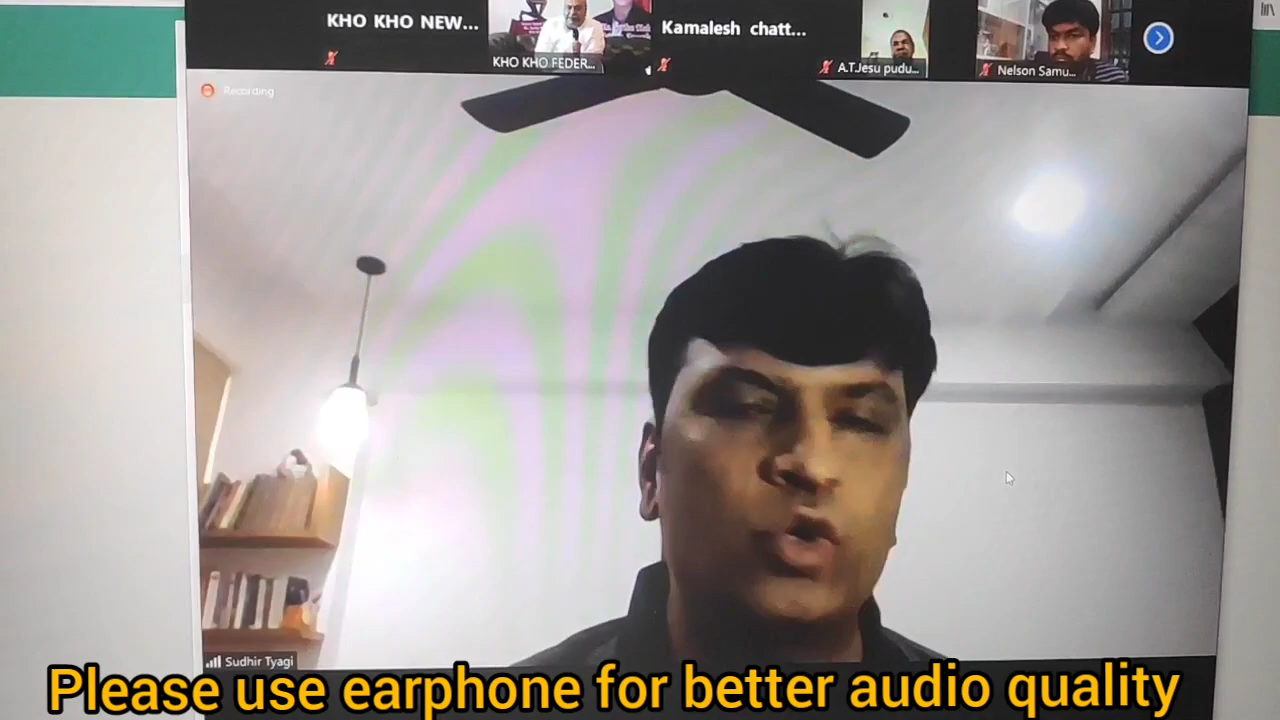 KHO KHO NEW...
KHO KHO FEDER...
Kamalesh chatt...
A.T.Jesu pudu...
Nelson Samu...
Recording
Sudhir Tyagi
Please use earphone for better audio quality